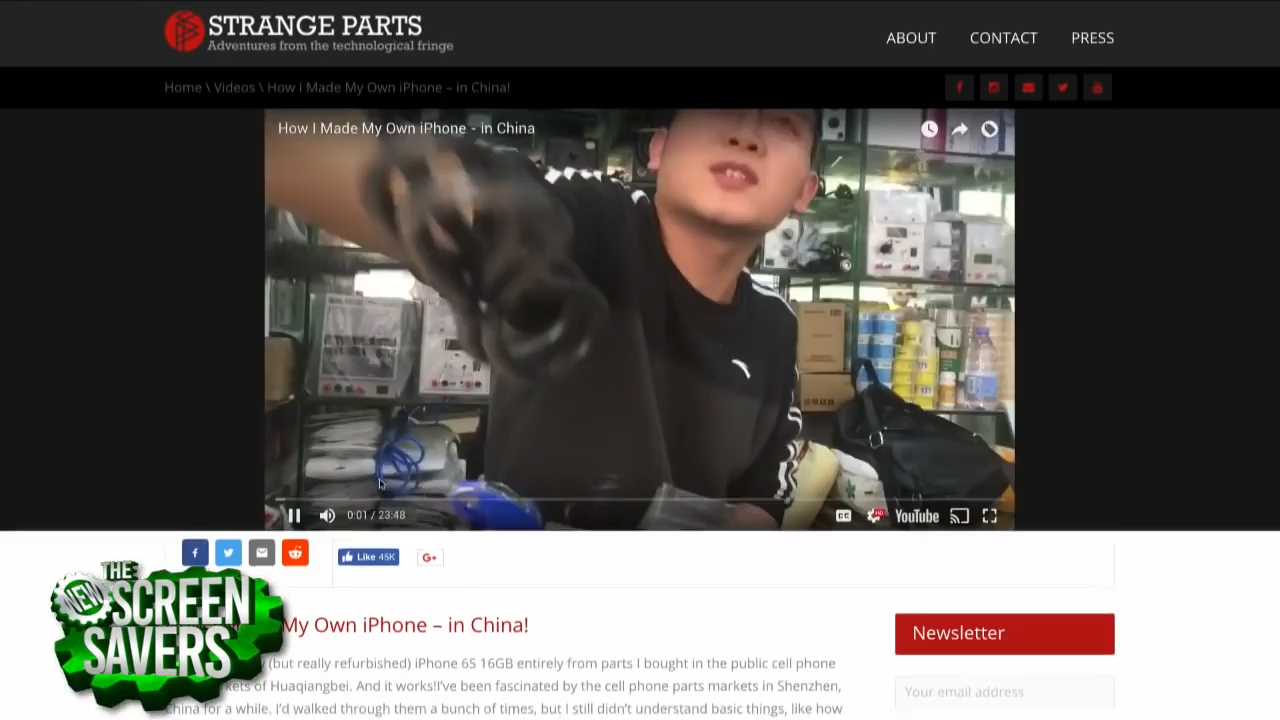 STRANGE PARTS
Adventures from the technological fringe
ABOUT CONTACT PRESS
Home \ Videos \ How I Made My Own iPhone – in China!
How I Made My Own iPhone - in China
0:01 / 23:48
CC
HD
YouTube
Like 45K
G+
THE
NEW
SCREEN
SAVERS
My Own iPhone – in China!
(but really refurbished) iPhone 6S 16GB entirely from parts I bought in the public cell phone
kets of Huaqiangbei. And it works!I've been fascinated by the cell phone parts markets in Shenzhen,
China for a while. I'd walked through them a bunch of times, but I still didn't understand basic things, like how
Newsletter
Your email address